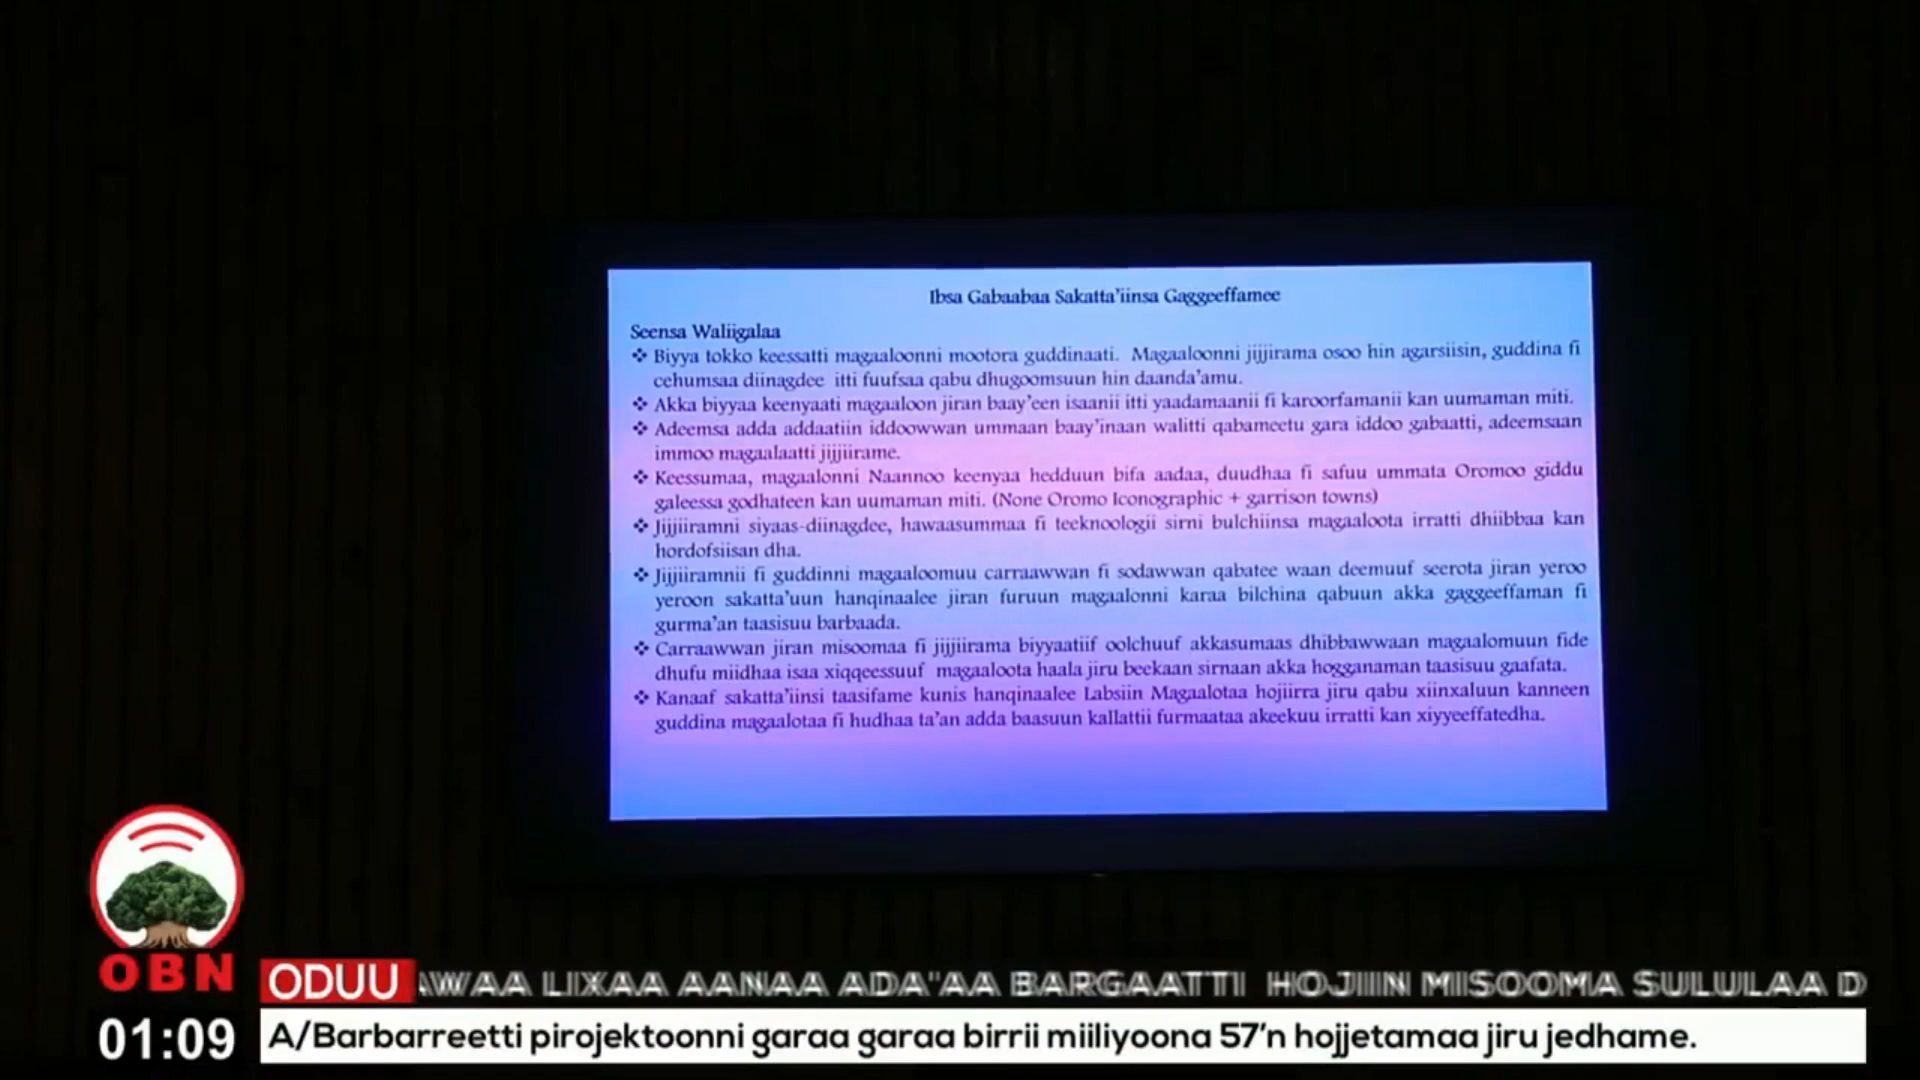 Ibsa Gabaabaa Sakatta'iinsa Gaggeeffamee
Seensa Waliigalaa
❖ Biyya tokko keessatti magaaloonni mootora guddinaati. Magaaloonni jijjirama osoo hin agarsiisin, guddina fi
cehumsaa diinagdee itti fuufsaa qabu dhugoomsuun hin daanda'amu.
❖ Akka biyyaa keenyaati magaaloon jiran baay'een isaanii itti yaadamaanii fi karoorfamanii kan uumaman miti.
❖ Adeemsa adda addaatiin iddoowwan ummaan baay'inaan walitti qabameetu gara iddoo gabaatti, adeemsaan
immoo magaalaatti jijjiirame.
❖ Keessumaa, magaalonni Naannoo keenyaa hedduun bifa aadaa, duudhaa fi safuu ummata Oromoo giddu
galeessa godhateen kan uumaman miti. (None Oromo Iconographic + garrison towns)
❖ Jijjiiramni siyaas-diinagdee, hawaasummaa fi teeknoologii sirni bulchiinsa magaaloota irratti dhiibbaa kan
hordofsiisan dha.
❖ Jijjiiramnii fi guddinni magaaloomuu carraawwan fi sodawwan qabatee waan deemuuf seerota jiran yeroo
yeroon sakatta'uun hanqinaalee jiran furuun magaalonni karaa bilchina qabuun akka gaggeeffaman fi
gurma'an taasisuu barbaada.
❖ Carraawwan jiran misoomaa fi jijjiirama biyyaatiif oolchuuf akkasumaas dhibbawwaan magaalomuun fide
dhufu miidhaa isaa xiqqeessuuf magaaloota haala jiru beekaan sirnaan akka hogganaman taasisuu gaafata.
❖ Kanaaf sakatta'iinsi taasifame kunis hanqinaalee Labsiin Magaalotaa hojiirra jiru qabu xiinxaluun kanneen
guddina magaalotaa fi hudhaa ta'an adda baasuun kallattii furmaataa akeekuu irratti kan xiyyeeffatedha.
OBN
ODUU AWAA LIXAA AANAA ADA"AA BARGAATTI HOJIIN MISOOMA SULULAA D
01:09
A/Barbarreetti pirojektoonni garaa garaa birrii miiliyoona 57'n hojjetamaa jiru jedhame.